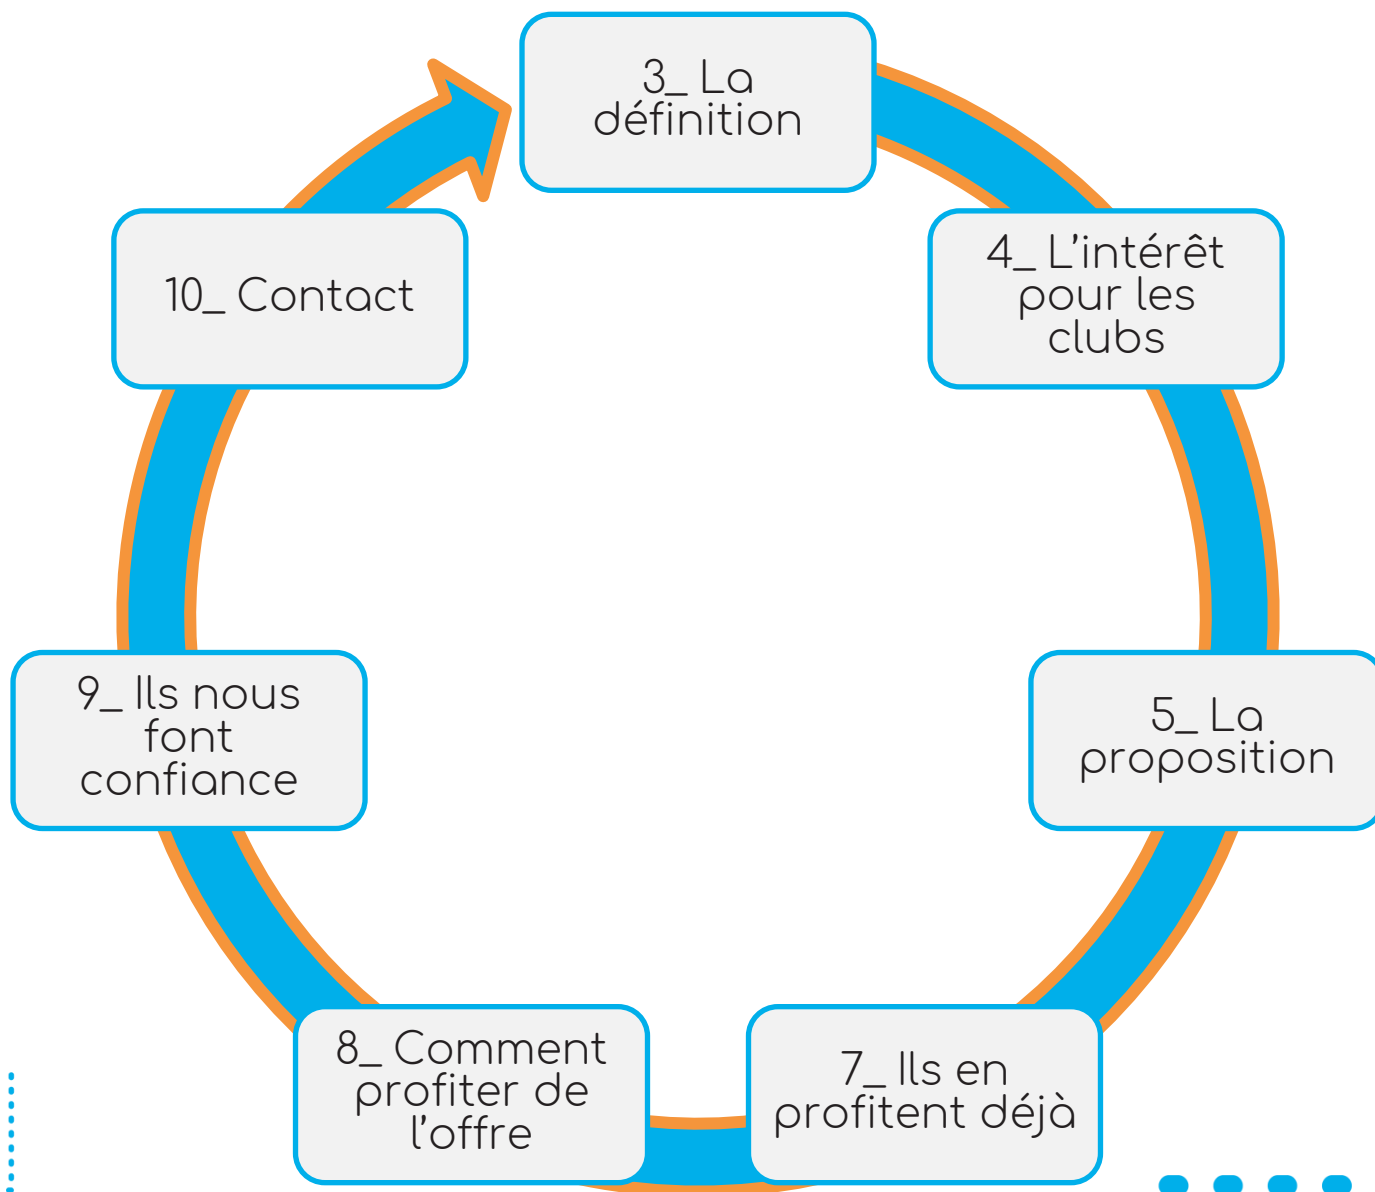 3_ La
définition
4_ L’intérêt
pour les
clubs
5_ La
proposition
7_ Ils en
profitent déjà
8_ Comment
profiter de
l’offre
9_ Ils nous
font
confiance
10_ Contact